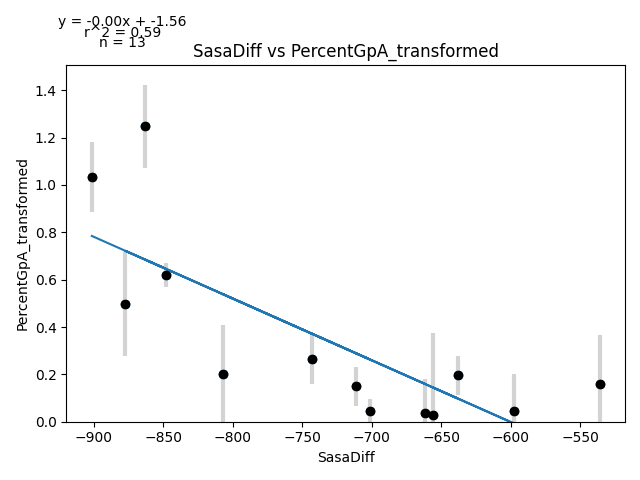 y = -0.00x + -1.56
r^2 = 0.59
n = 13
SasaDiff vs PercentGpA_transformed
PercentGpA_transformed
1.4
1.2
1.0
0.8
0.6
0.4
0.2
0.0
−900
−850
−800
−750
−700
−650
−600
−550
SasaDiff